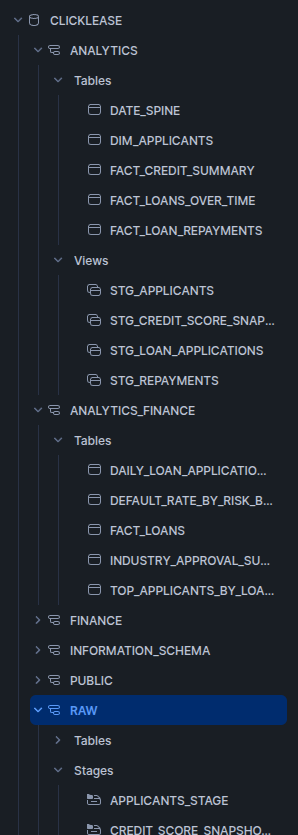 CLICKLEASE
ANALYTICS
Tables
DATE_SPINE
DIM_APPLICANTS
FACT_CREDIT_SUMMARY
FACT_LOANS_OVER_TIME
FACT_LOAN_REPAYMENTS
Views
STG_APPLICANTS
STG_CREDIT_SCORE_SNAP...
STG_LOAN_APPLICATIONS
STG_REPAYMENTS
ANALYTICS_FINANCE
Tables
DAILY_LOAN_APPLICATIO...
DEFAULT_RATE_BY_RISK_B...
FACT_LOANS
INDUSTRY_APPROVAL_SU...
TOP_APPLICANTS_BY_LOA...
FINANCE
INFORMATION_SCHEMA
PUBLIC
RAW
Tables
Stages
APPLICANTS_STAGE
CREDIT_SCORE_SNAPSHO...